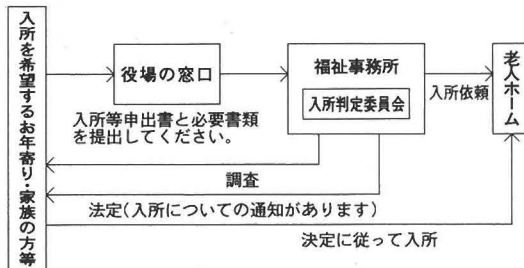 入所を希望するお年寄り・家族の方等
役場の窓口
入所等申出書と必要書類
を提出してください。
福祉事務所
入所判定委員会
入所依頼
老人ホーム
調査
法定(入所についての通知があります)
決定に従って入所